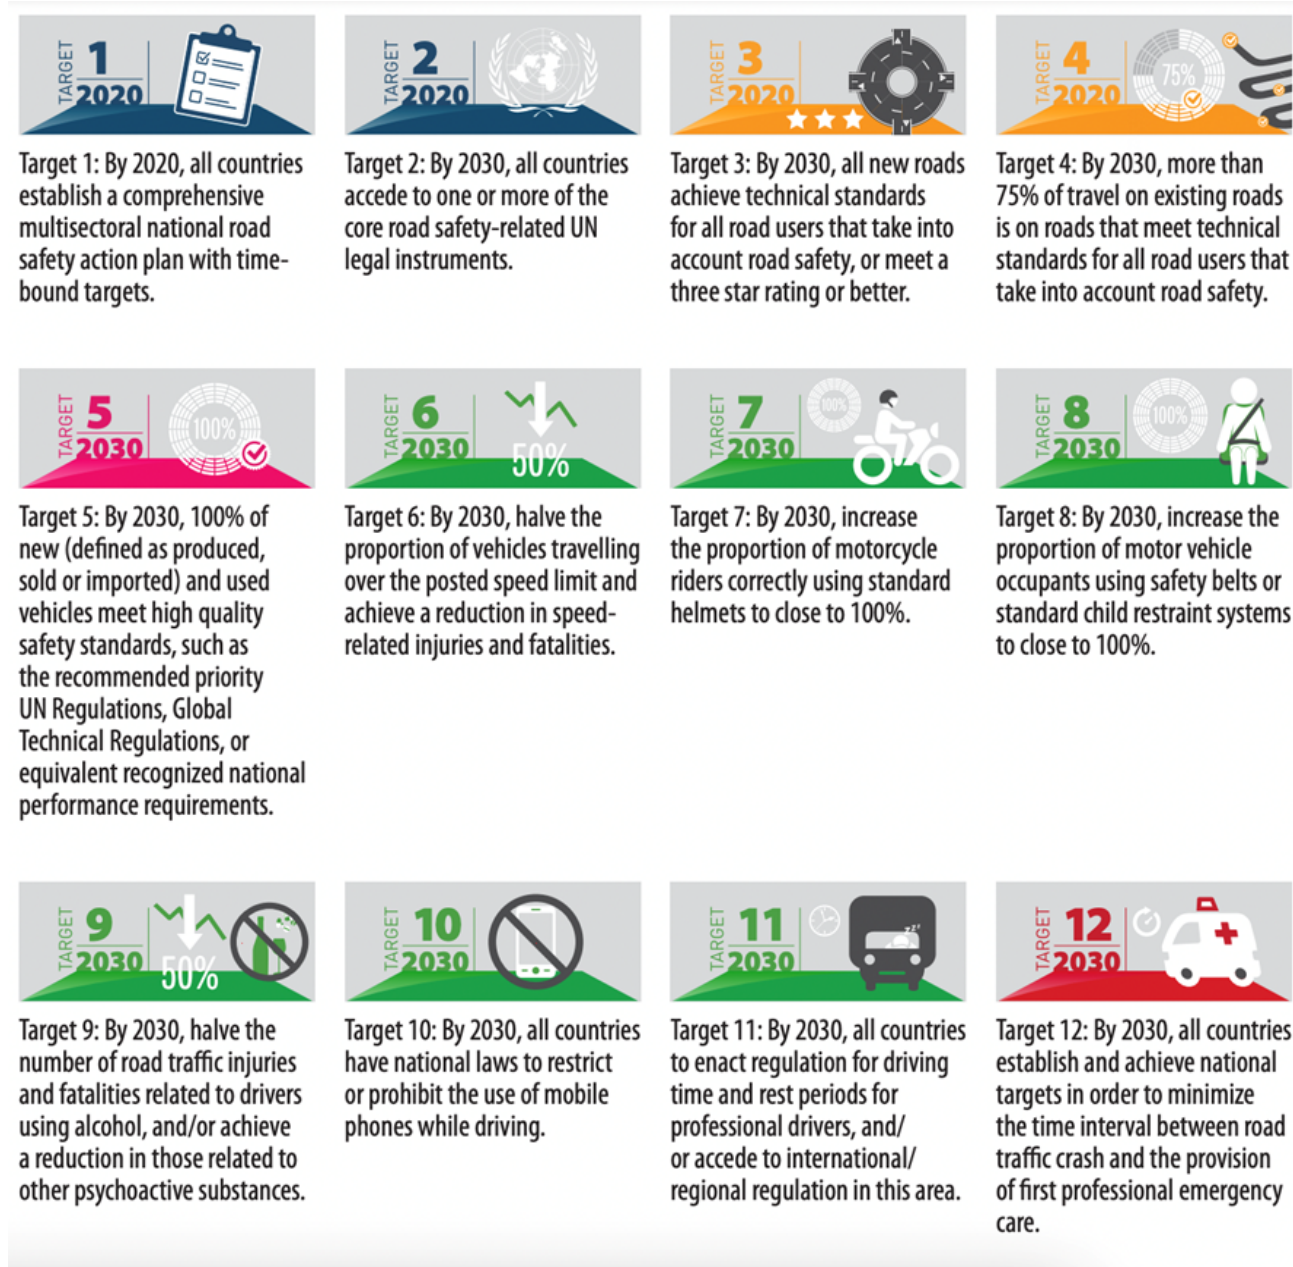 TARGET 1 2020
Target 1: By 2020, all countries
establish a comprehensive
multisectoral national road
safety action plan with time-
bound targets.
TARGET 2 2020
Target 2: By 2030, all countries
accede to one or more of the
core road safety-related UN
legal instruments.
TARGET 3 2020
Target 3: By 2030, all new roads
achieve technical standards
for all road users that take into
account road safety, or meet a
three star rating or better.
TARGET 4 2020
75%
Target 4: By 2030, more than
75% of travel on existing roads
is on roads that meet technical
standards for all road users that
take into account road safety.
TARGET 5 2030
100%
Target 5: By 2030, 100% of
new (defined as produced,
sold or imported) and used
vehicles meet high quality
safety standards, such as
the recommended priority
UN Regulations, Global
Technical Regulations, or
equivalent recognized national
performance requirements.
TARGET 6 2030
50%
Target 6: By 2030, halve the
proportion of vehicles travelling
over the posted speed limit and
achieve a reduction in speed-
related injuries and fatalities.
TARGET 7 2030
100%
Target 7: By 2030, increase
the proportion of motorcycle
riders correctly using standard
helmets to close to 100%.
TARGET 8 2030
100%
Target 8: By 2030, increase the
proportion of motor vehicle
occupants using safety belts or
standard child restraint systems
to close to 100%.
TARGET 9 2030
50%
Target 9: By 2030, halve the
number of road traffic injuries
and fatalities related to drivers
using alcohol, and/or achieve
a reduction in those related to
other psychoactive substances.
TARGET 10 2030
Target 10: By 2030, all countries
have national laws to restrict
or prohibit the use of mobile
phones while driving.
TARGET 11 2030
zzz
Target 11: By 2030, all countries
to enact regulation for driving
time and rest periods for
professional drivers, and/
or accede to international/
regional regulation in this area.
TARGET 12 2030
Target 12: By 2030, all countries
establish and achieve national
targets in order to minimize
the time interval between road
traffic crash and the provision
of first professional emergency
care.